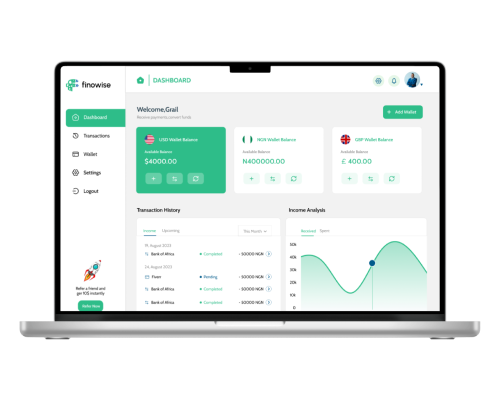 finowise
DASHBOARD
Dashboard
Transactions
Wallet
Settings
Logout
Refer a friend and
get 10$ instantly
Refer Now
Welcome,Grail
Receive payments convert funds
+ Add Wallet
USD Wallet Balance
Available Balance
$4000.00
NGN Wallet Balance
Available Balance
N400000.00
GBP Wallet Balance
Available Balance
£ 400.00
Transaction History
Income Upcoming
This Month
19 August 2023
Bank of Africa Completed - 50000 NGN
24 August 2023
Fiverr Pending - 50000 NGN
Bank of Africa Completed - 50000 NGN
Bank of Africa Completed - 50000 NGN
Income Analysis
Received Spent
50k
40k
30k
20k
10k
0k